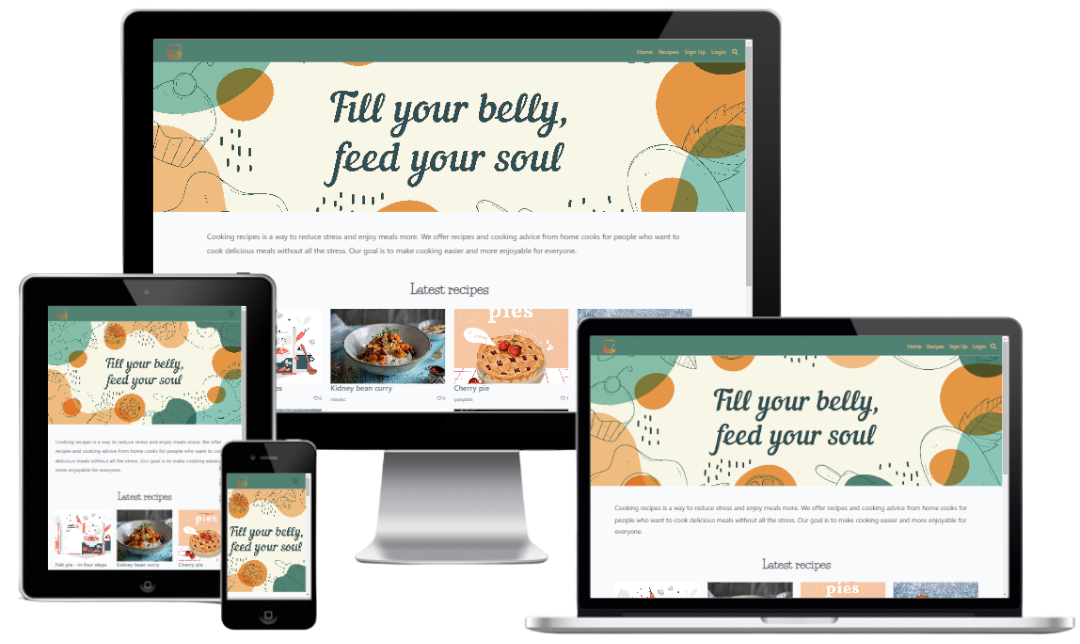 Home Recipes Sign Up Login
Fill your belly,
feed your soul
Cooking recipes is a way to reduce stress and enjoy meals more. We offer recipes and cooking advice from home cooks for people who want to
cook delicious meals without all the stress. Our goal is to make cooking easier and more enjoyable for everyone.
Latest recipes
pies
Kidney bean curry
Cherry pie
Fill your belly,
feed your soul
Cooking recipes is a way to reduce stress and enjoy meals more. We offer
recipes and cooking advice from home cooks for people who want to
delicious meals without all the stress. Our goal is to make cooking easier
more enjoyable for everyone.
Latest recipes
pies
Fish pie - in four steps
Kidney bean curry
Cherry pie
Fill your belly,
feed your soul
Home Recipes Sign Up Login
Fill your belly,
feed your soul
Cooking recipes is a way to reduce stress and enjoy meals more. We offer recipes and cooking advice from home cooks for
people who want to cook delicious meals without all the stress. Our goal is to make cooking easier and more enjoyable for
everyone.
Latest recipes
pies